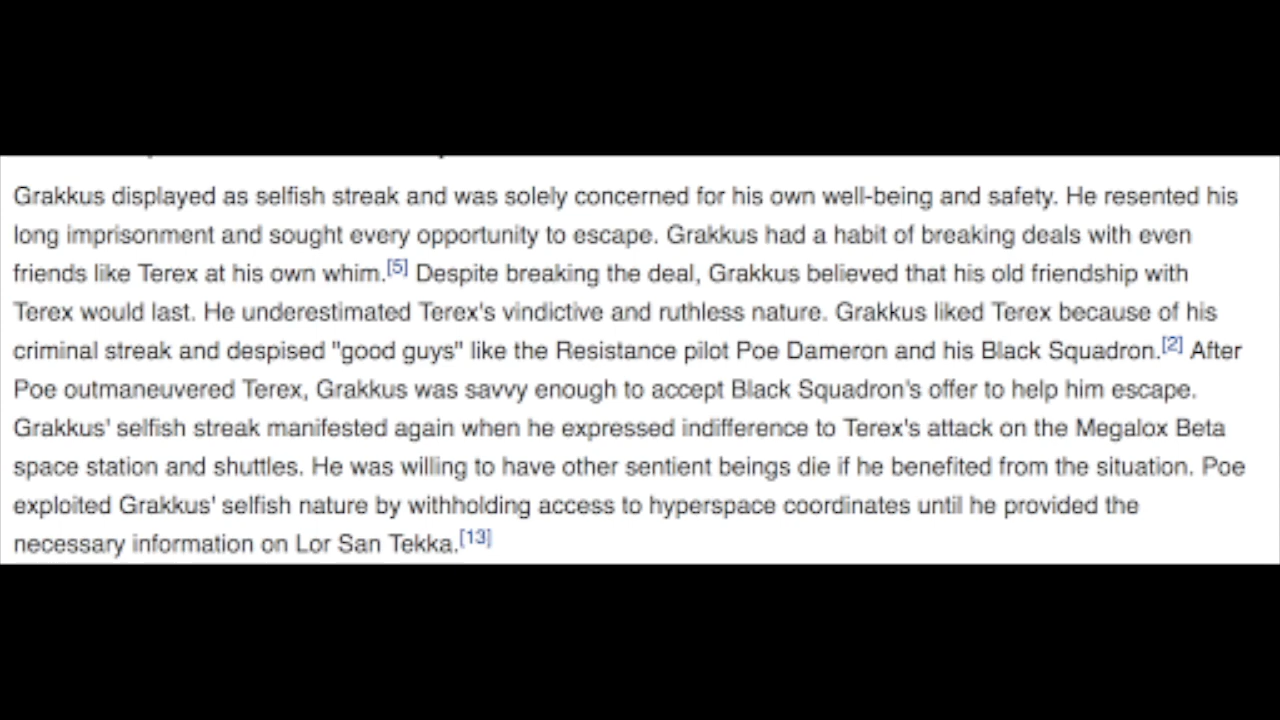 Grakkus displayed as selfish streak and was solely concerned for his own well-being and safety. He resented his
long imprisonment and sought every opportunity to escape. Grakkus had a habit of breaking deals with even
friends like Terex at his own whim.[5] Despite breaking the deal, Grakkus believed that his old friendship with
Terex would last. He underestimated Terex's vindictive and ruthless nature. Grakkus liked Terex because of his
criminal streak and despised "good guys" like the Resistance pilot Poe Dameron and his Black Squadron.[2] After
Poe outmaneuvered Terex, Grakkus was savvy enough to accept Black Squadron's offer to help him escape.
Grakkus' selfish streak manifested again when he expressed indifference to Terex's attack on the Megalox Beta
space station and shuttles. He was willing to have other sentient beings die if he benefited from the situation. Poe
exploited Grakkus' selfish nature by withholding access to hyperspace coordinates until he provided the
necessary information on Lor San Tekka.[13]